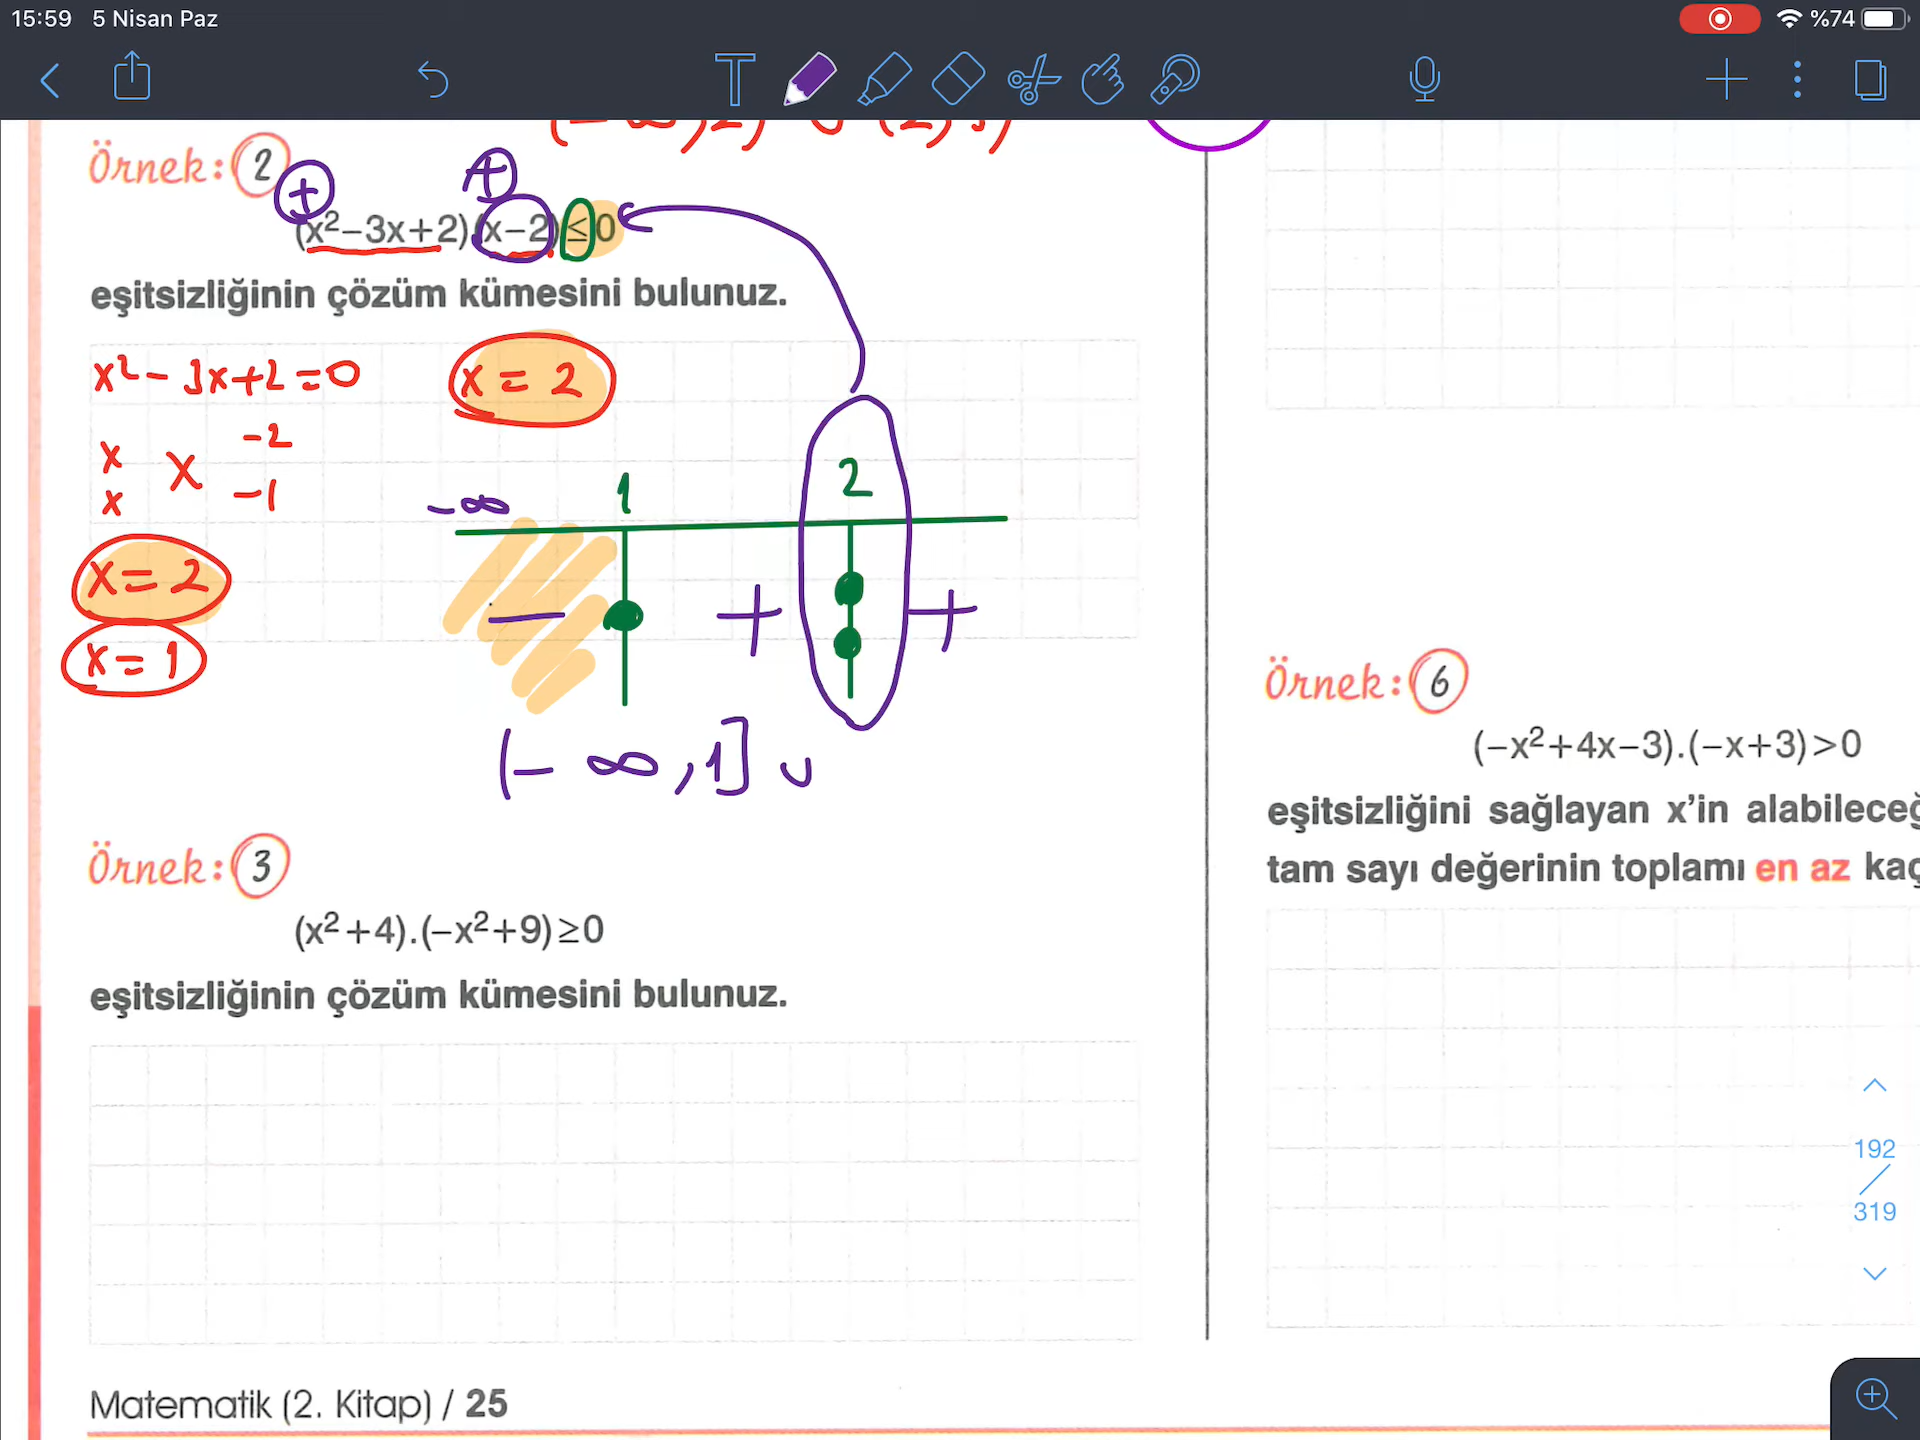 15:59 5 Nisan Paz %74
Örnek: 2
+ +
(x²−3x+2).(x−2)≤0
eşitsizliğinin çözüm kümesini bulunuz.
x² − 3x+2 = 0
x = 2
x x −2
x −1
−∞ 1 2
x = 2
− + +
x = 1
(−∞, 1] ∪
Örnek: 3
(x²+4).(−x²+9)≥0
eşitsizliğinin çözüm kümesini bulunuz.
Matematik (2. Kitap) / 25
Örnek: 6
(−x²+4x−3).(−x+3)>0
eşitsizliğini sağlayan x'in alabileceğ
tam sayı değerinin toplamı en az kaç
192
319